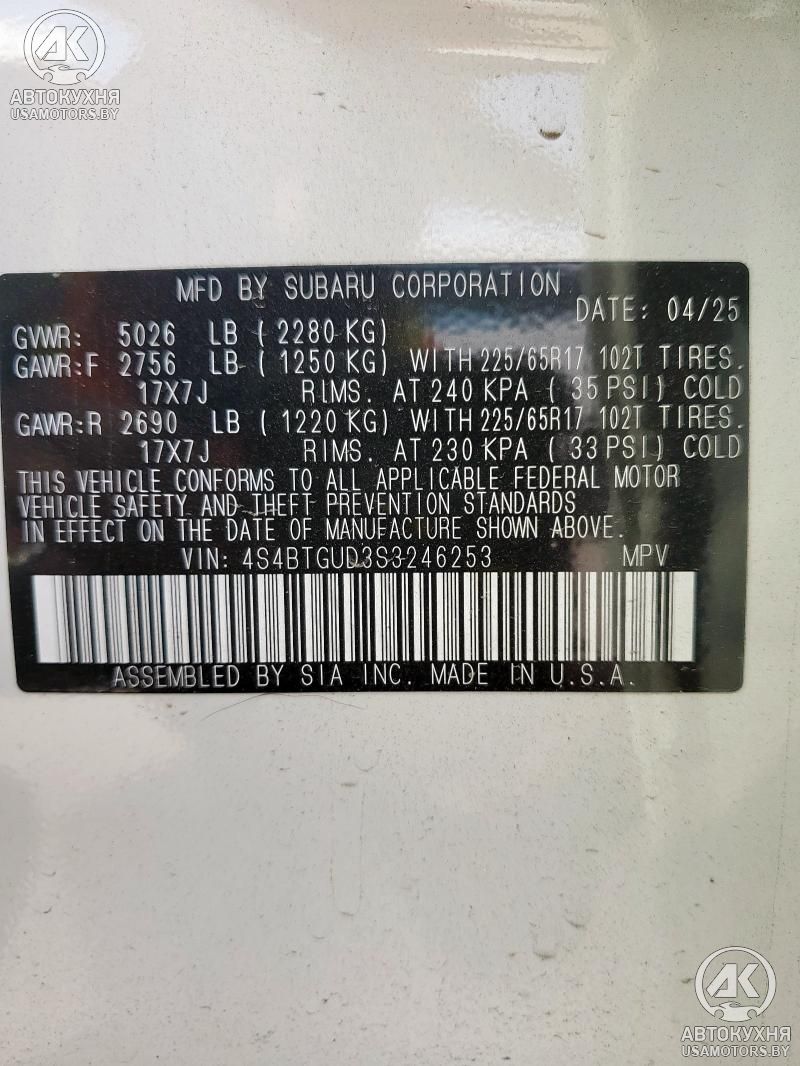 АК
АВТОКУХНЯ
USAMOTORS.BY
MFD BY SUBARU CORPORATION
DATE: 04/25
GVWR: 5026 LB ( 2280 KG)
GAWR:F 2756 LB ( 1250 KG) WITH 225/65R17 102T TIRES.
17X7J RIMS. AT 240 KPA ( 35 PSI) COLD
GAWR:R 2690 LB ( 1220 KG) WITH 225/65R17 102T TIRES.
17X7J RIMS. AT 230 KPA ( 33 PSI) COLD
THIS VEHICLE CONFORMS TO ALL APPLICABLE FEDERAL MOTOR
VEHICLE SAFETY AND THEFT PREVENTION STANDARDS
IN EFFECT ON THE DATE OF MANUFACTURE SHOWN ABOVE.
VIN: 4S4BTGUD3S3246253 MPV
ASSEMBLED BY SIA INC. MADE IN U.S.A.
АК
АВТОКУХНЯ
USAMOTORS.BY